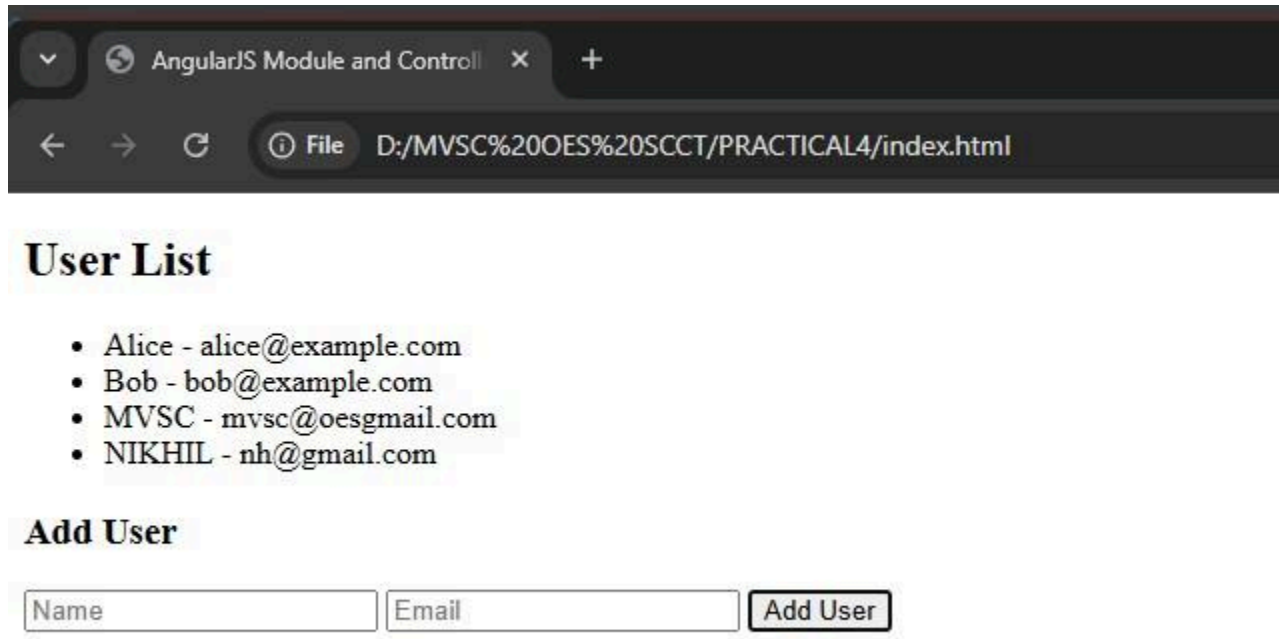 AngularJS Module and Controll
File D:/MVSC%20OES%20SCCT/PRACTICAL4/index.html
User List
• Alice - alice@example.com
• Bob - bob@example.com
• MVSC - mvsc@oesgmail.com
• NIKHIL - nh@gmail.com
Add User
Name Email Add User